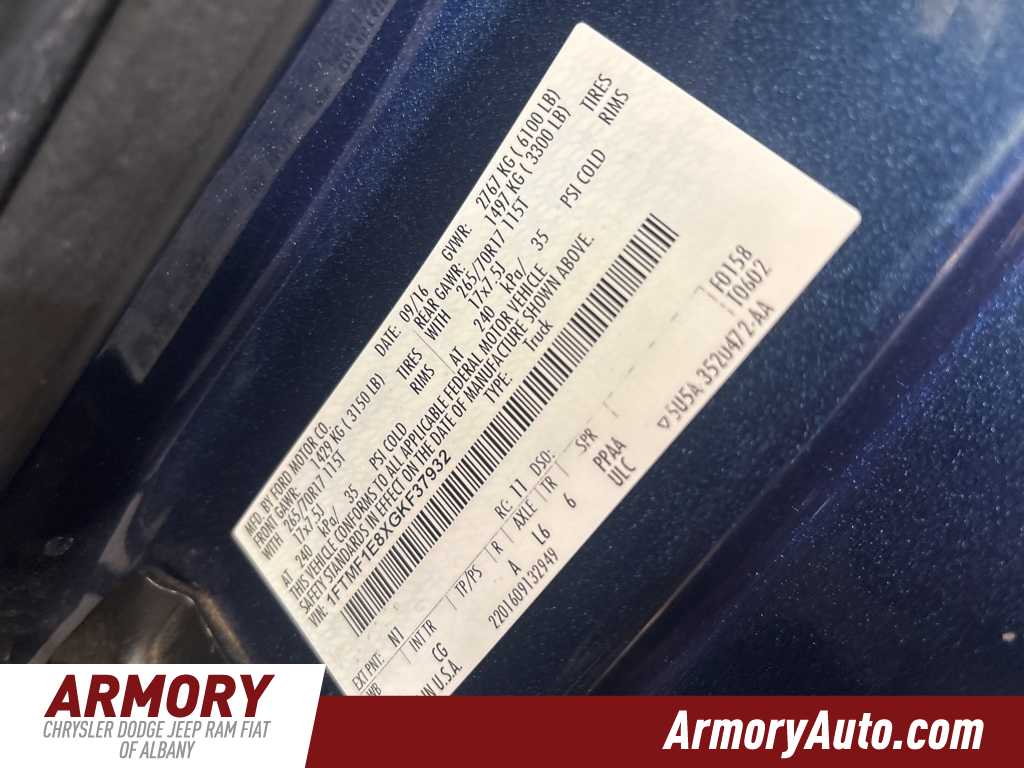 MFD BY FORD MOTOR CO.
DATE: 09/16 GVWR: 2767 KG ( 6100 LB)
FRONT GAWR: 1429 KG ( 3150 LB) REAR GAWR: 1497 KG ( 3300 LB)
265/70R17 115T TIRES WITH 265/70R17 115T TIRES
17x7.5J RIMS 17x7.5J RIMS
AT 240 kPa/ 35 PSI COLD AT 240 kPa/ 35 PSI COLD
THIS VEHICLE CONFORMS TO ALL APPLICABLE FEDERAL MOTOR VEHICLE
SAFETY STANDARDS IN EFFECT ON THE DATE OF MANUFACTURE SHOWN ABOVE.
VIN: 1FTMF1E8XGKF37932
TYPE: Truck
F0158
T0602
EXT PNT: N1 RC: 11 DSO:
WB INT TR TP/PS R AXLE TR SPR
CG A L6 6 PPAA
IN U.S.A. 2201609132949 ULC
▽5U5A-3520472-AA
ARMORY
CHRYSLER DODGE JEEP RAM FIAT
OF ALBANY
ArmoryAuto.com